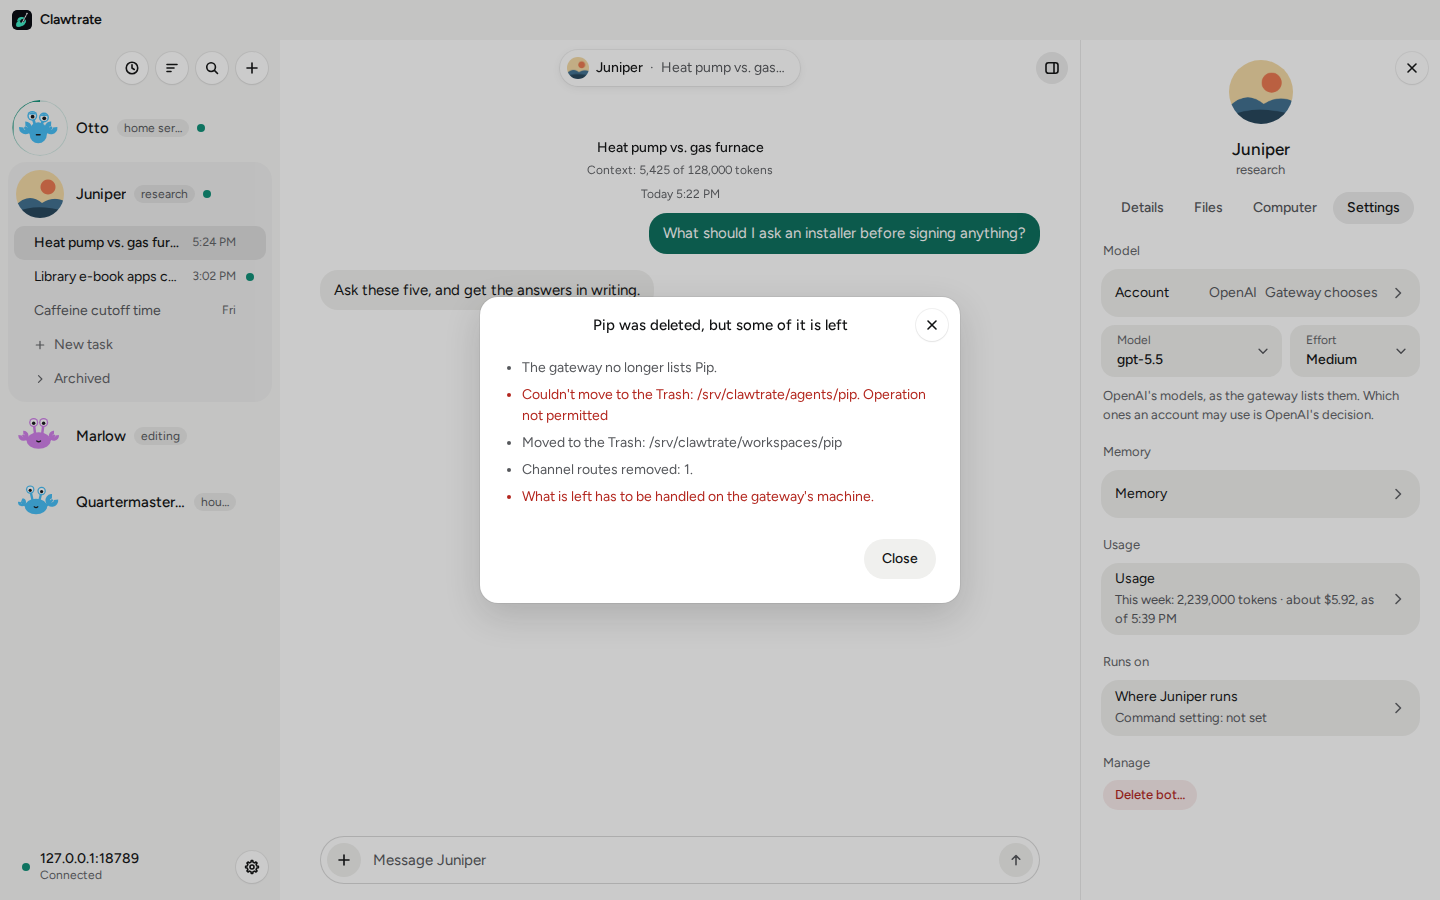 Clawtrate
Otto
home ser...
Juniper
research
Heat pump vs. gas fur...
5:24 PM
Library e-book apps c...
3:02 PM
Caffeine cutoff time
Fri
New task
Archived
Marlow
editing
Quartermaster...
hou...
127.0.0.1:18789
Connected
Juniper · Heat pump vs. gas...
Heat pump vs. gas furnace
Context: 5,425 of 128,000 tokens
Today 5:22 PM
What should I ask an installer before signing anything?
Ask these five, and get the answers in writing.
Pip was deleted, but some of it is left
• The gateway no longer lists Pip.
• Couldn't move to the Trash: /srv/clawtrate/agents/pip. Operation
not permitted
• Moved to the Trash: /srv/clawtrate/workspaces/pip
• Channel routes removed: 1.
• What is left has to be handled on the gateway's machine.
Close
Message Juniper
Juniper
research
Details
Files
Computer
Settings
Model
Account
OpenAI Gateway chooses
Model
gpt-5.5
Effort
Medium
OpenAI's models, as the gateway lists them. Which
ones an account may use is OpenAI's decision.
Memory
Memory
Usage
Usage
This week: 2,239,000 tokens · about $5.92, as
of 5:39 PM
Runs on
Where Juniper runs
Command setting: not set
Manage
Delete bot...